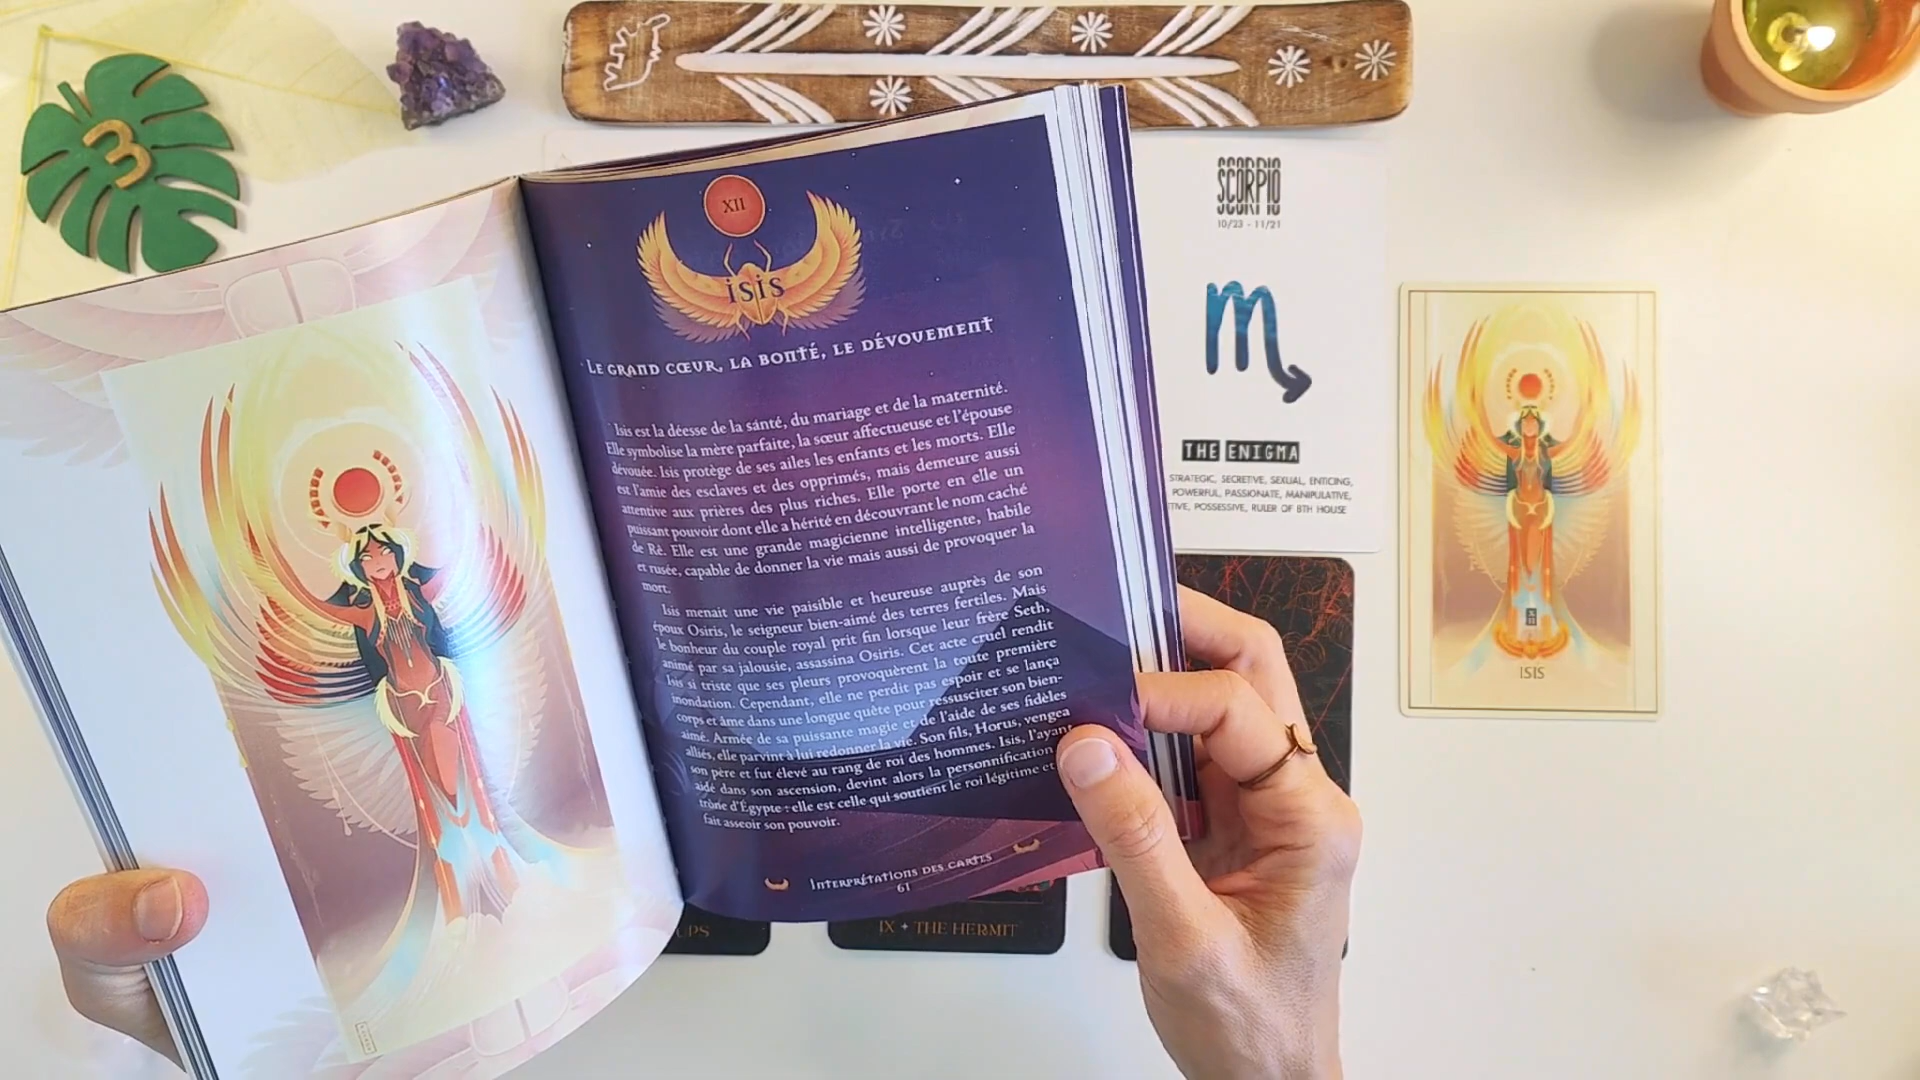 3
XII
isis
Le grand cœur, la bonté, le dévouement
Isis est la déesse de la santé, du mariage et de la maternité.
Elle symbolise la mère parfaite, la sœur affectueuse et l'épouse
dévouée. Isis protège de ses ailes les enfants et les morts. Elle
est l'amie des esclaves et des opprimés, mais demeure aussi
attentive aux prières des plus riches. Elle porte en elle un
puissant pouvoir dont elle a hérité en découvrant le nom caché
de Rê. Elle est une grande magicienne intelligente, habile
et rusée, capable de donner la vie mais aussi de provoquer la
mort.
Isis menait une vie paisible et heureuse auprès de son
époux Osiris, le seigneur bien-aimé des terres fertiles. Mais
le bonheur du couple royal prit fin lorsque leur frère Seth,
animé par sa jalousie, assassina Osiris. Cet acte cruel rendit
Isis si triste que ses pleurs provoquèrent la toute première
inondation. Cependant, elle ne perdit pas espoir et se lança
corps et âme dans une longue quête pour ressusciter son bien-
aimé. Armée de sa puissante magie et de l'aide de ses fidèles
alliés, elle parvint à lui redonner la vie. Son fils, Horus, vengea
son père et fut élevé au rang de roi des hommes. Isis, l'ayant
aidé dans son ascension, devint alors la personnification
trône d'Égypte : elle est celle qui soutient le roi légitime et
fait asseoir son pouvoir.
Interprétations des cartes
61
SCORPIO
10/23 - 11/21
THE ENIGMA
STRATEGIC, SECRETIVE, SEXUAL, ENTICING,
POWERFUL, PASSIONATE, MANIPULATIVE,
POSSESSIVE, RULER OF 8TH HOUSE
XII
ISIS
IX + THE HERMIT